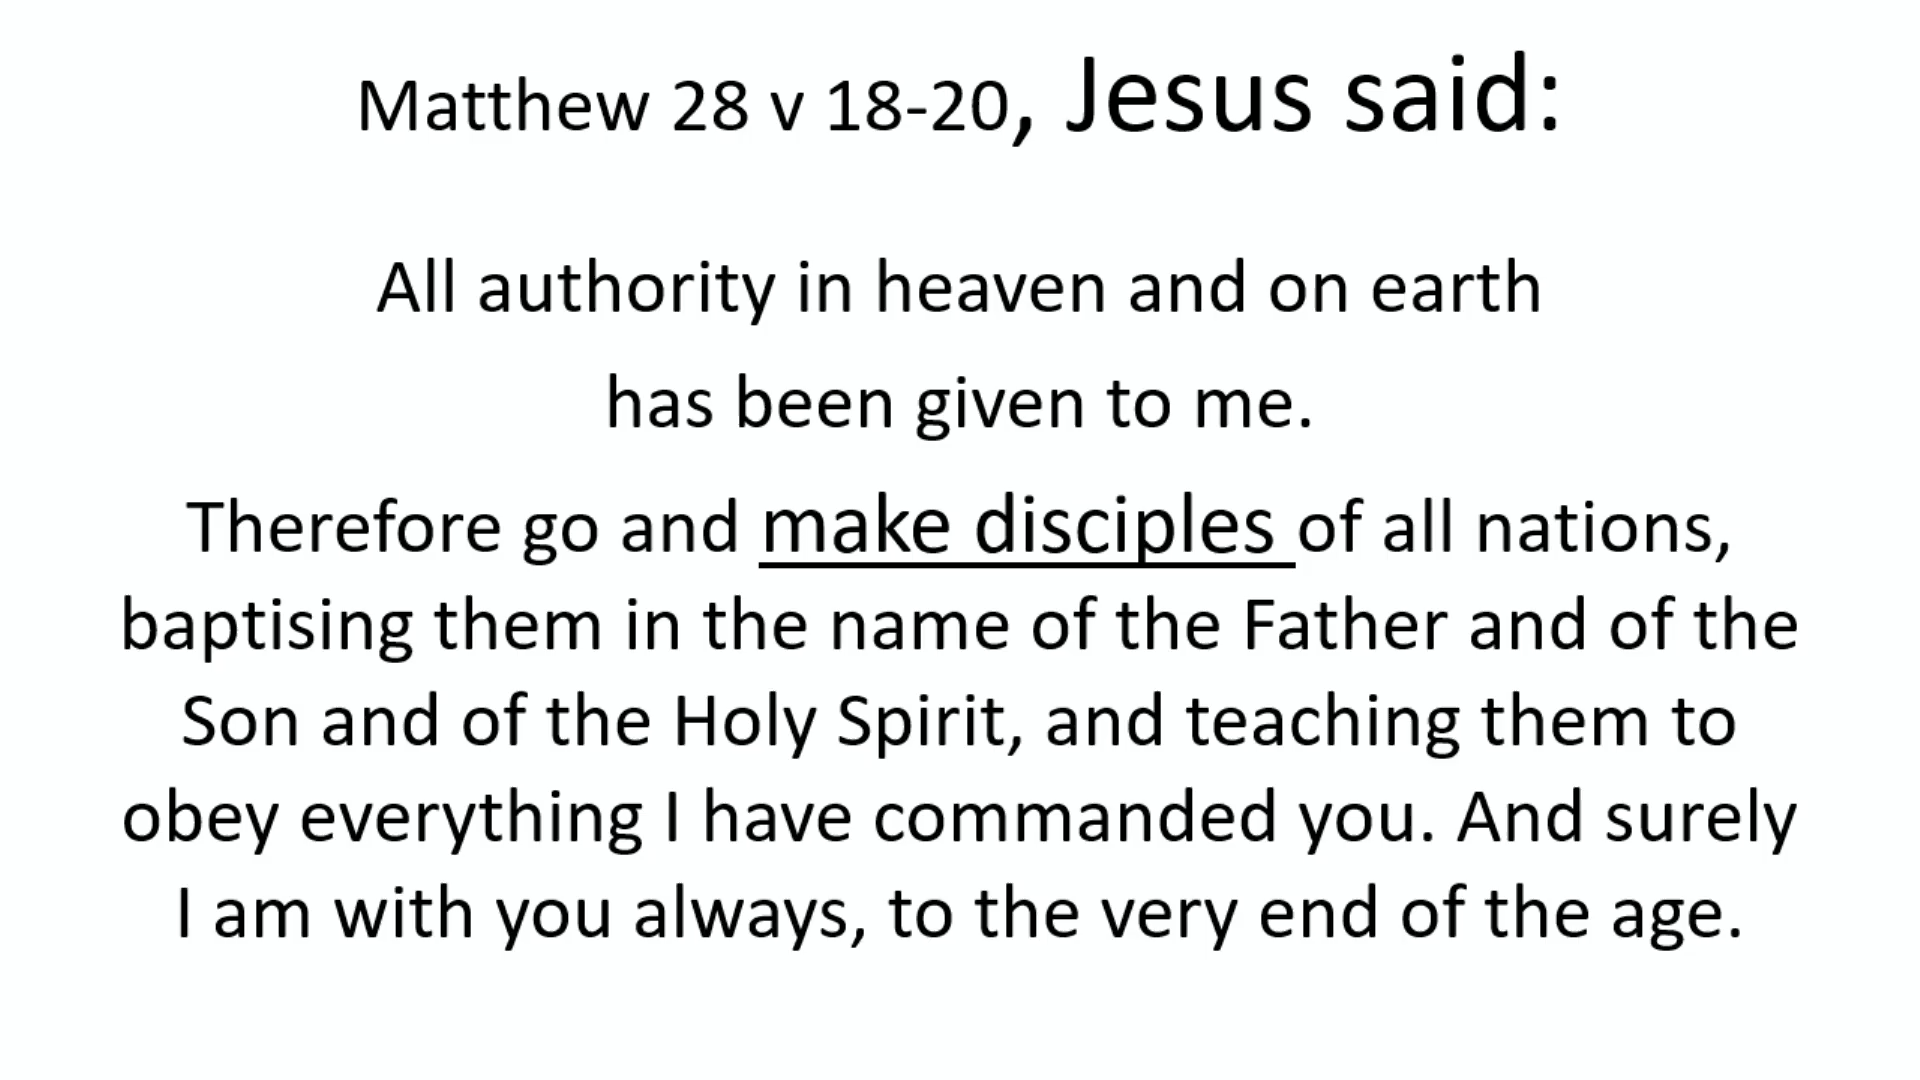 Matthew 28 v 18-20, Jesus said:
All authority in heaven and on earth
has been given to me.
Therefore go and make disciples of all nations,
baptising them in the name of the Father and of the
Son and of the Holy Spirit, and teaching them to
obey everything I have commanded you. And surely
I am with you always, to the very end of the age.